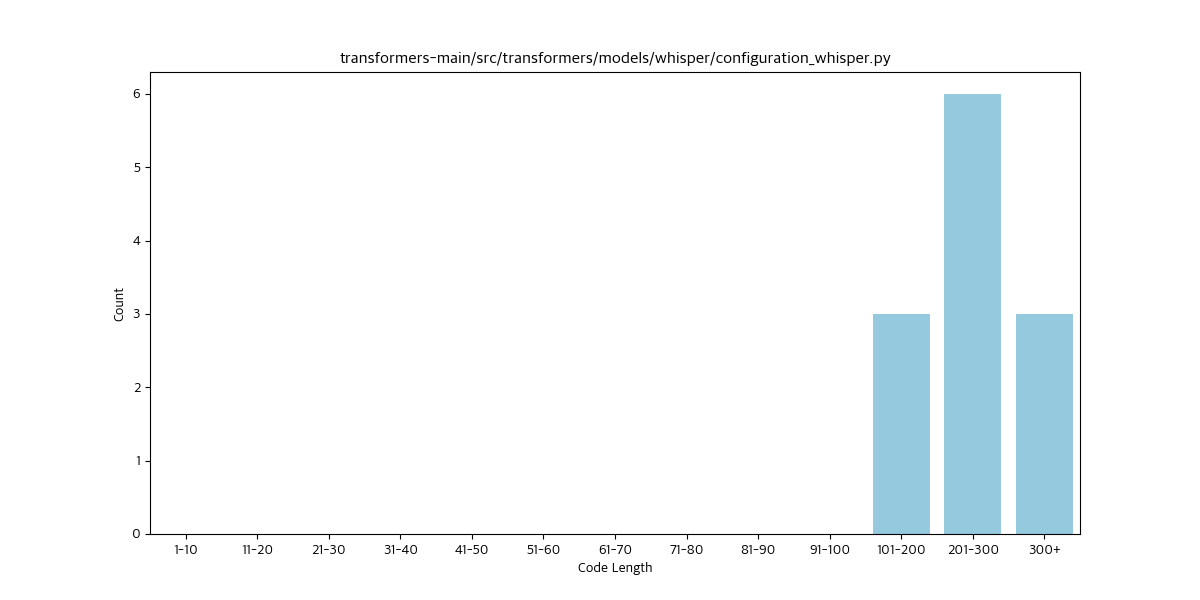 transformers-main/src/transformers/models/whisper/configuration_whisper.py
6
5
4
3
2
1
0
Count
1-10 11-20 21-30 31-40 41-50 51-60 61-70 71-80 81-90 91-100 101-200 201-300 300+
Code Length